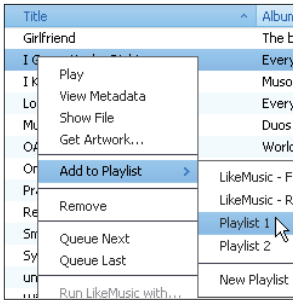 Title Album
Girlfriend The b
I G Every
Play
I K Muso
View Metadata
Lo Every
Show File
Mu Duos
Get Artwork...
OA World
Or
Add to Playlist
LikeMusic - F
Pr
Remove
LikeMusic - R
Re
Playlist 1
Sm
Queue Next
Playlist 2
Sy
Queue Last
un
New Playlist
Run LikeMusic with...